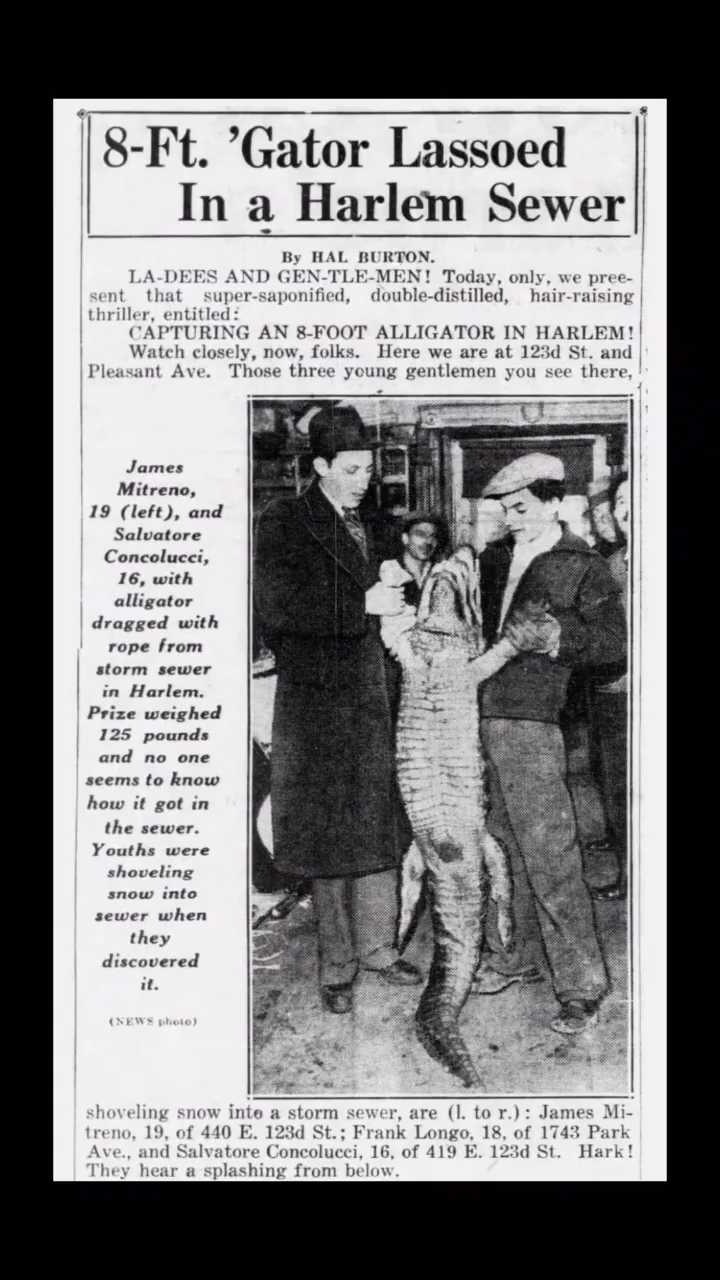 8-Ft. 'Gator Lassoed
In a Harlem Sewer
By HAL BURTON.
LA-DEES AND GEN-TLE-MEN! Today, only, we pree-
sent that super-saponified, double-distilled, hair-raising
thriller, entitled:
CAPTURING AN 8-FOOT ALLIGATOR IN HARLEM!
Watch closely, now, folks. Here we are at 123d St. and
Pleasant Ave. Those three young gentlemen you see there,
James
Mitreno,
19 (left), and
Salvatore
Concolucci,
16, with
alligator
dragged with
rope from
storm sewer
in Harlem.
Prize weighed
125 pounds
and no one
seems to know
how it got in
the sewer.
Youths were
shoveling
snow into
sewer when
they
discovered
it.
(NEWS photo)
shoveling snow into a storm sewer, are (l. to r.): James Mi-
treno, 19, of 440 E. 123d St.; Frank Longo, 18, of 1743 Park
Ave., and Salvatore Concolucci, 16, of 419 E. 123d St. Hark!
They hear a splashing from below.